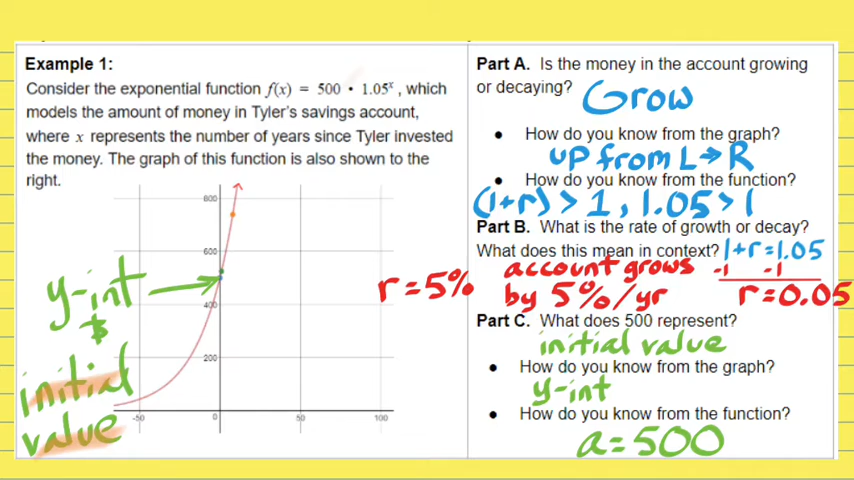 Example 1:
Consider the exponential function f(x) = 500 • 1.05ˣ, which
models the amount of money in Tyler's savings account,
where x represents the number of years since Tyler invested
the money. The graph of this function is also shown to the
right.
800
600
400
200
-50
0
50
100
y-int
&
initial
value
Part A. Is the money in the account growing
or decaying?
Grow
• How do you know from the graph?
up from L→R
• How do you know from the function?
(1+r) > 1, 1.05 > 1
Part B. What is the rate of growth or decay?
What does this mean in context?
1+r=1.05
-1 -1
r=0.05
r=5%
account grows
by 5%/yr
Part C. What does 500 represent?
initial value
• How do you know from the graph?
y-int
• How do you know from the function?
a=500